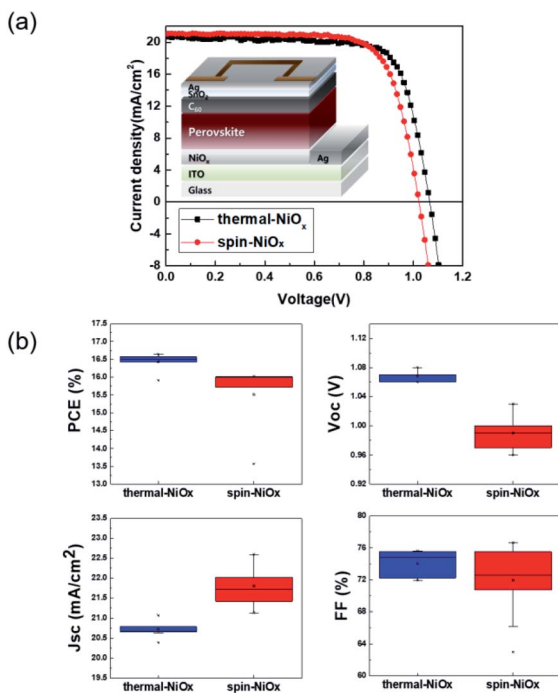 (a)
Current density(mA/cm²)
20
16
12
8
4
0
-4
-8
Ag
SnO₂
C₆₀
Perovskite
NiOₓ
Ag
ITO
Glass
thermal-NiOₓ
spin-NiOₓ
0.0 0.2 0.4 0.6 0.8 1.0 1.2
Voltage(V)
(b)
PCE (%)
17.5
17.0
16.5
16.0
15.5
15.0
14.5
14.0
13.5
13.0
thermal-NiOx spin-NiOx
Voc (V)
1.12
1.08
1.04
1.00
0.96
0.92
thermal-NiOx spin-NiOx
Jsc (mA/cm²)
23.5
23.0
22.5
22.0
21.5
21.0
20.5
20.0
19.5
thermal-NiOx spin-NiOx
FF (%)
80
76
72
68
64
60
thermal-NiOx spin-NiOx